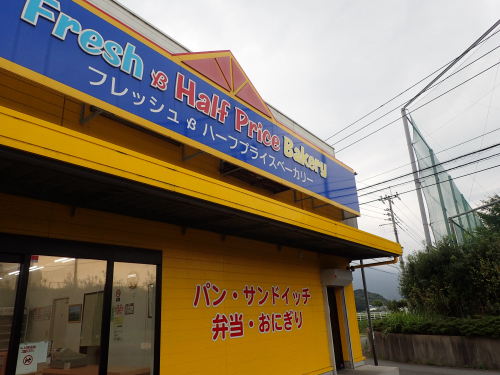 Fresh β Half Price Bakery
フレッシュ β ハーフプライスベーカリー
パン・サンドイッチ
弁当・おにぎり